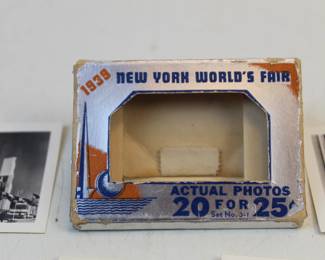 1939
NEW YORK WORLD'S FAIR
ACTUAL PHOTOS
20 FOR 25¢
Set No. 3-1